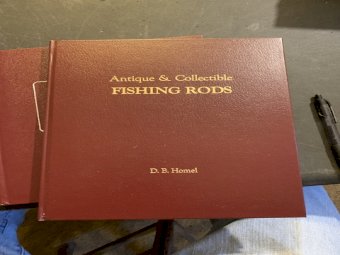 Antique & Collectible
FISHING RODS
D. B. Homel